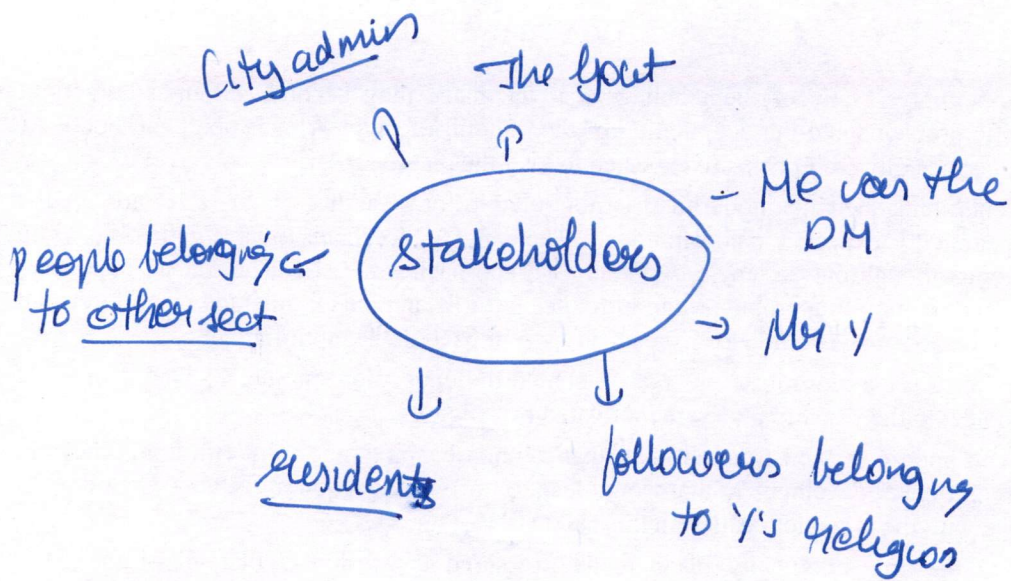 City admin
The Govt
stakeholders
- Me as the
DM
people belonging
to other sect
Mr Y
residents
followers belongng
to Y's religion